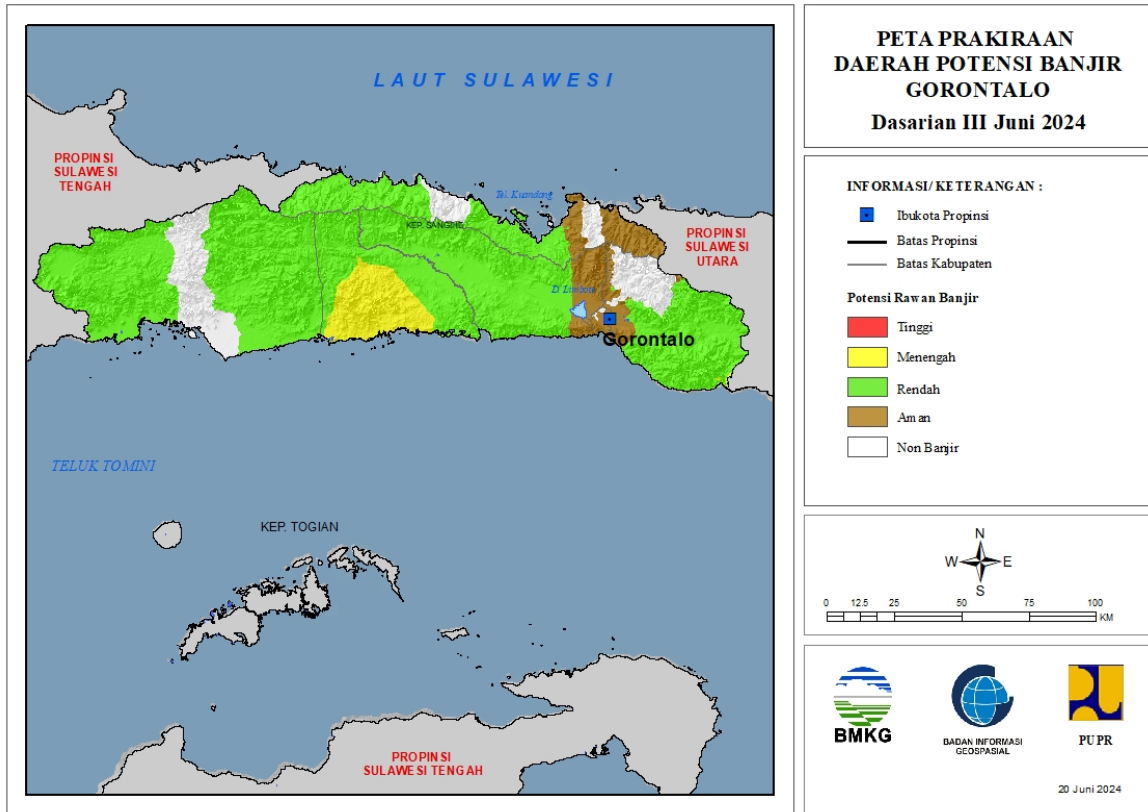 LAUT SULAWESI
PROPINSI
SULAWESI
TENGAH
Tel. Kuandang
KEP. SANGIHE
PROPINSI
SULAWESI
UTARA
D. Limboto
Gorontalo
TELUK TOMINI
KEP. TOGIAN
PROPINSI
SULAWESI TENGAH
PETA PRAKIRAAN
DAERAH POTENSI BANJIR
GORONTALO
Dasarian III Juni 2024
INFORMASI/ KETERANGAN :
Ibukota Propinsi
Batas Propinsi
Batas Kabupaten
Potensi Rawan Banjir
Tinggi
Menengah
Rendah
Aman
Non Banjir
N
W E
S
0 12.5 25 50 75 100
KM
BMKG
BADAN INFORMASI
GEOSPASIAL
PUPR
20 Juni 2024